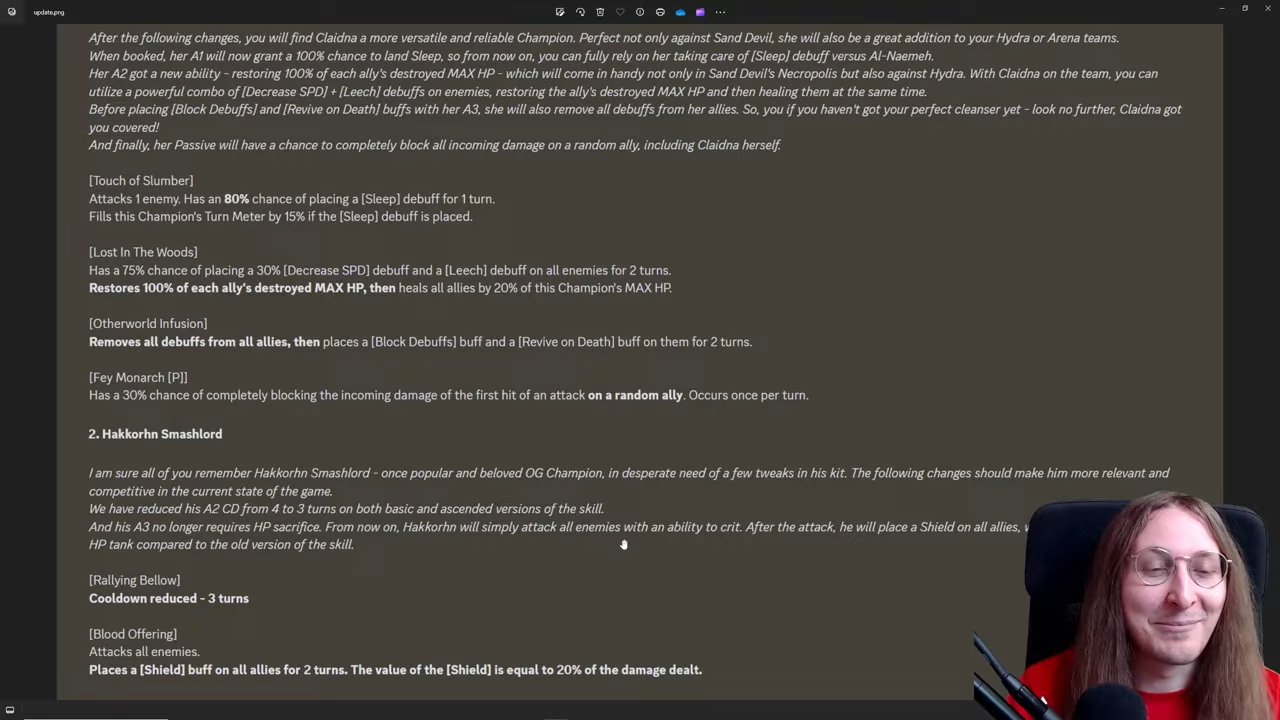 update.png
After the following changes, you will find Claidna a more versatile and reliable Champion. Perfect not only against Sand Devil, she will also be a great addition to your Hydra or Arena teams.
When booked, her A1 will now grant a 100% chance to land Sleep, so from now on, you can fully rely on her taking care of [Sleep] debuff versus Al-Naemeh.
Her A2 got a new ability - restoring 100% of each ally's destroyed MAX HP - which will come in handy not only in Sand Devil's Necropolis but also against Hydra. With Claidna on the team, you can
utilize a powerful combo of [Decrease SPD] + [Leech] debuffs on enemies, restoring the ally's destroyed MAX HP and then healing them at the same time.
Before placing [Block Debuffs] and [Revive on Death] buffs with her A3, she will also remove all debuffs from her allies. So, you if you haven't got your perfect cleanser yet - look no further, Claidna got
you covered!
And finally, her Passive will have a chance to completely block all incoming damage on a random ally, including Claidna herself.
[Touch of Slumber]
Attacks 1 enemy. Has an 80% chance of placing a [Sleep] debuff for 1 turn.
Fills this Champion's Turn Meter by 15% if the [Sleep] debuff is placed.
[Lost In The Woods]
Has a 75% chance of placing a 30% [Decrease SPD] debuff and a [Leech] debuff on all enemies for 2 turns.
Restores 100% of each ally's destroyed MAX HP, then heals all allies by 20% of this Champion's MAX HP.
[Otherworld Infusion]
Removes all debuffs from all allies, then places a [Block Debuffs] buff and a [Revive on Death] buff on them for 2 turns.
[Fey Monarch [P]]
Has a 30% chance of completely blocking the incoming damage of the first hit of an attack on a random ally. Occurs once per turn.
2. Hakkorhn Smashlord
I am sure all of you remember Hakkorhn Smashlord - once popular and beloved OG Champion, in desperate need of a few tweaks in his kit. The following changes should make him more relevant and
competitive in the current state of the game.
We have reduced his A2 CD from 4 to 3 turns on both basic and ascended versions of the skill.
And his A3 no longer requires HP sacrifice. From now on, Hakkorhn will simply attack all enemies with an ability to crit. After the attack, he will place a Shield on all allies,
HP tank compared to the old version of the skill.
[Rallying Bellow]
Cooldown reduced - 3 turns
[Blood Offering]
Attacks all enemies.
Places a [Shield] buff on all allies for 2 turns. The value of the [Shield] is equal to 20% of the damage dealt.